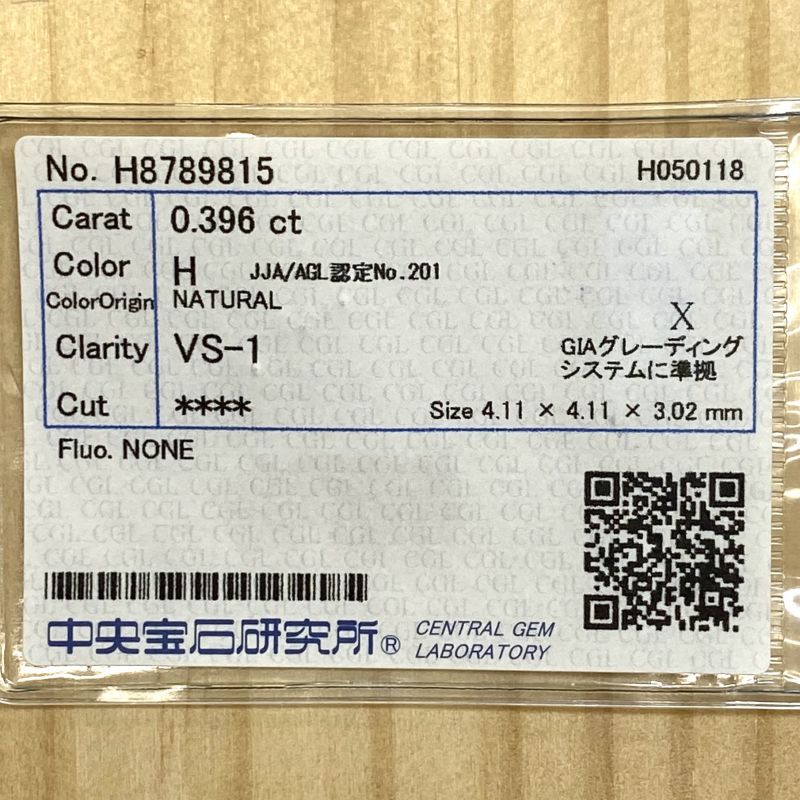 No. H8789815 H050118
Carat 0.396 ct
Color H JJA/AGL認定No.201
ColorOrigin NATURAL
X
Clarity VS-1 GIAグレーディング
システムに準拠
Cut **** Size 4.11 × 4.11 × 3.02 mm
Fluo. NONE
中央宝石研究所® CENTRAL GEM
LABORATORY